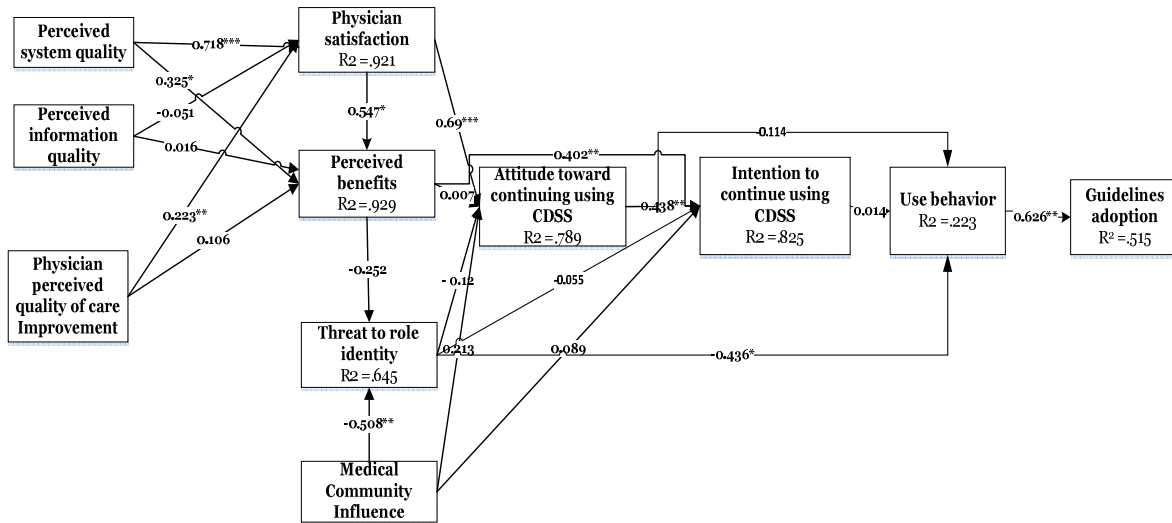 Perceived
system quality
Physician
satisfaction
R2 =.921
0.718***
0.325*
-0.051
Perceived
information
quality
0.016
0.547*
0.69***
-0.114
0.402**
Perceived
benefits
R2 =.929
0.007
Attitude toward
continuing using
CDSS
R2 =.789
0.438**
Intention to
continue using
CDSS
R2 =.825
0.014
Use behavior
R2 =.223
0.626**
Guidelines
adoption
R² =.515
0.223**
0.106
Physician
perceived
quality of care
Improvement
-0.252
- 0.12
-0.055
Threat to role
identity
R2 =.645
0.213
0.089
-0.436*
-0.508**
Medical
Community
Influence